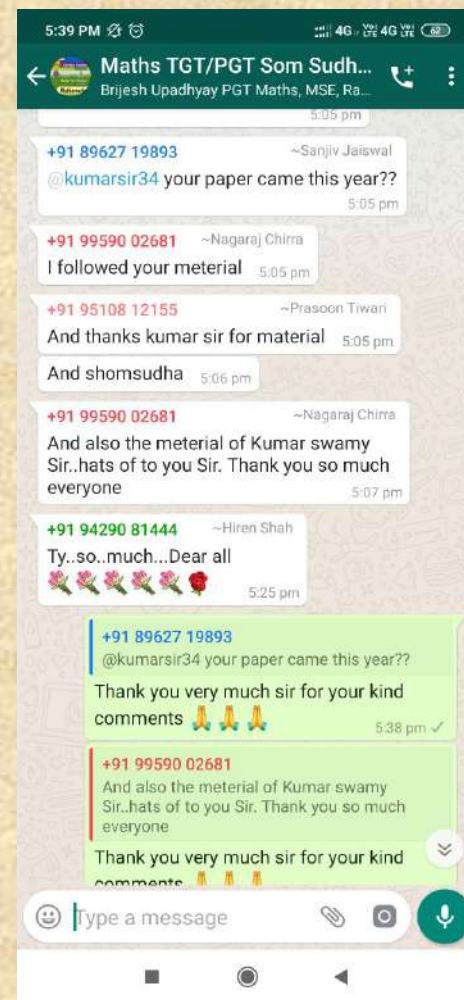 5:39 PM 4G VoI LTE 4G VoI LTE 62
Maths TGT/PGT Som Sudh...
Brijesh Upadhyay PGT Maths, MSE, Ra...
5:05 pm
+91 89627 19893 ~Sanjiv Jaiswal
@kumarsir34 your paper came this year??
5:05 pm
+91 99590 02681 ~Nagaraj Chirra
I followed your meterial 5:05 pm
+91 95108 12155 ~Prasoon Tiwari
And thanks kumar sir for material 5:05 pm
And shomsudha 5:06 pm
+91 99590 02681 ~Nagaraj Chirra
And also the meterial of Kumar swamy
Sir..hats of to you Sir. Thank you so much
everyone 5:07 pm
+91 94290 81444 ~Hiren Shah
Ty..so..much...Dear all
💐💐💐💐💐🌹 5:25 pm
+91 89627 19893
@kumarsir34 your paper came this year??
Thank you very much sir for your kind
comments 🙏🙏🙏 5:38 pm ✓
+91 99590 02681
And also the meterial of Kumar swamy
Sir..hats of to you Sir. Thank you so much
everyone
Thank you very much sir for your kind
comments 🙏🙏🙏
Type a message